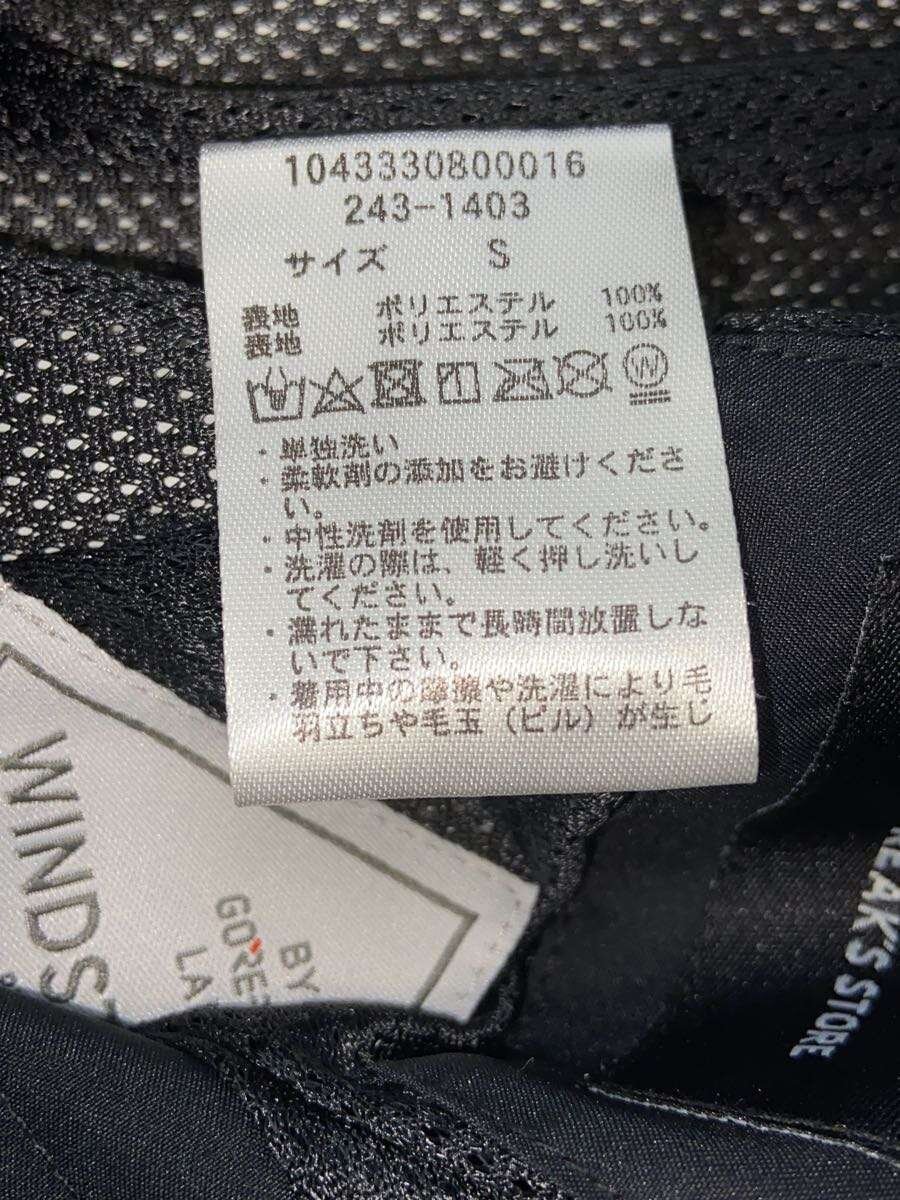 1043330800016
243-1403
サイズ S
表地 ポリエステル 100%
表地 ポリエステル 100%
W
・単独洗い
・柔軟剤の添加をお避けくださ
い。
・中性洗剤を使用してください。
・洗濯の際は、軽く押し洗いし
てください。
・濡れたままで長時間放置しな
いで下さい。
・着用中の摩擦や洗濯により毛
羽立ちや毛玉（ピル）が生じ
WINDS
BY
GORE
LA
REAK'S STORE